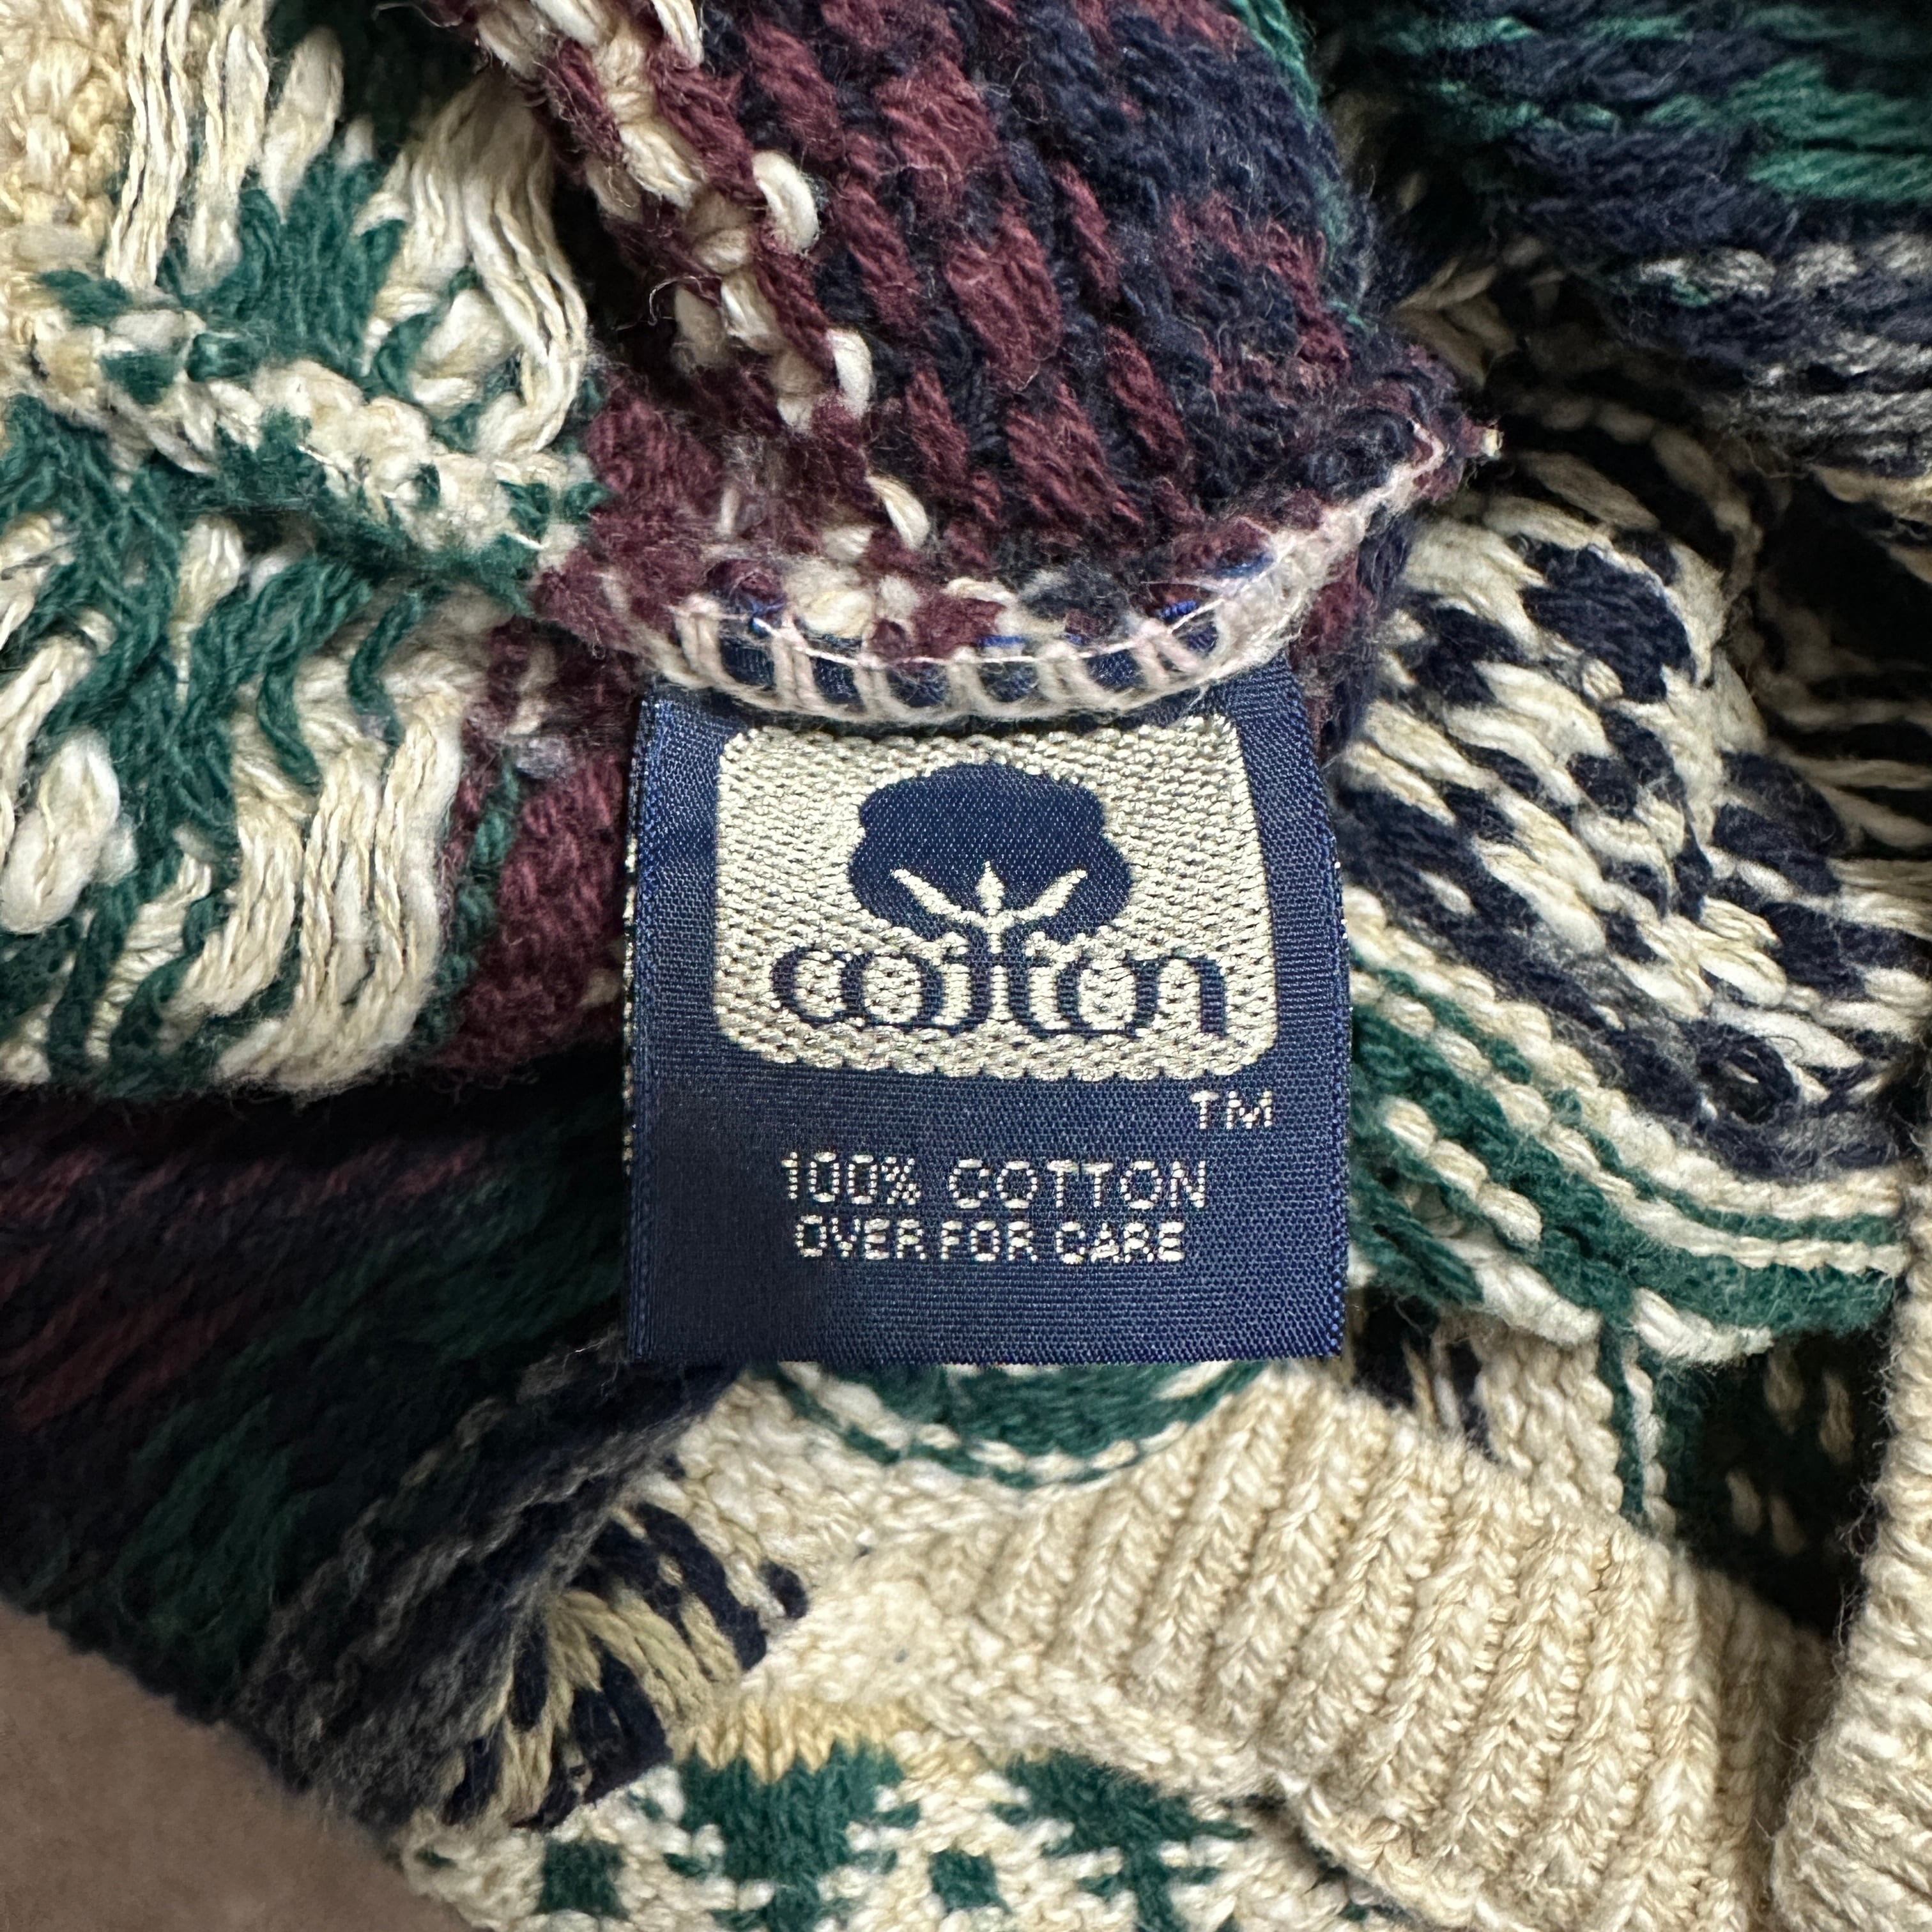 cotton
TM
100% COTTON
OVER FOR CARE